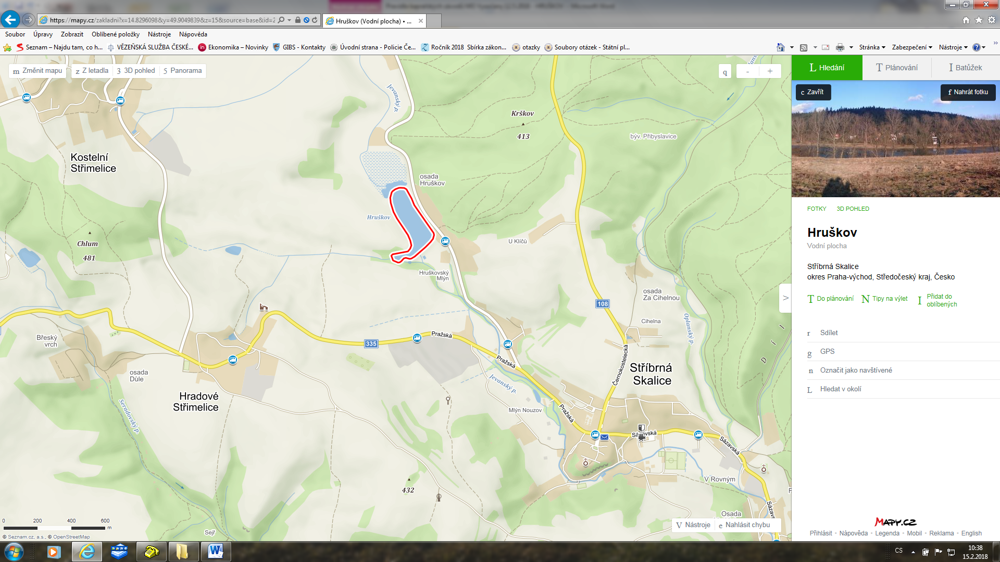 https://mapy.cz/zakladni?x=14.8296098&y=49.9049839&z=15&source=base&id=2
Hruškov (Vodní plocha) • ...
Soubor Úpravy Zobrazit Oblíbené položky Nástroje Nápověda
Seznam – Najdu tam, co h... VĚZEŇSKÁ SLUŽBA ČESKÉ... Ekonomika – Novinky GIBS - Kontakty Úvodní strana - Policie Če... Ročník 2018 Sbírka zákon... otazky Soubory otázek - Státní pl...
Stránka Zabezpečení Nástroje
m Změnit mapu z Z letadla 3 3D pohled 5 Panorama
q - +
L Hledání T Plánování I Batůžek
c Zavřít f Nahrát fotku
Jevanský p.
Krškov
413
býv. Přibyslavice
Kostelní
Střimelice
osada
Hruškov
Hruškov
Chlum
481
U Klíčů
Hruškovský
Mlýn
osada
Za Cihelnou
108
Cihelna
Oplanský p.
Břeský
vrch
335
Pražská
Pražská
Černokostelecká
Stříbrná
Skalice
D í l
osada
Důle
Jevanský p.
Hradové
Střimelice
Seradovský p.
Mlýn Nouzov
Pražská
Sázavská
Sázavská
V Rovným
432
Sázavs
Osada
0 200 400 600
m
Sejř
© Seznam.cz, a.s., © OpenStreetMap
V Nástroje e Nahlásit chybu
>
FOTKY 3D POHLED
Hruškov
Vodní plocha
Stříbrná Skalice
okres Praha-východ, Středočeský kraj, Česko
T Do plánování N Tipy na výlet I Přidat do
oblíbených
r Sdílet
g GPS
n Označit jako navštívené
L Hledat v okolí
MAPY.CZ
Přihlásit • Nápověda • Legenda • Mobil • Reklama • English
CS
10:38
15.2.2018